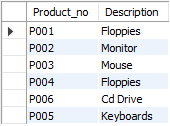 Product_no Description
P001 Floppies
P002 Monitor
P003 Mouse
P004 Floppies
P006 Cd Drive
P005 Keyboards